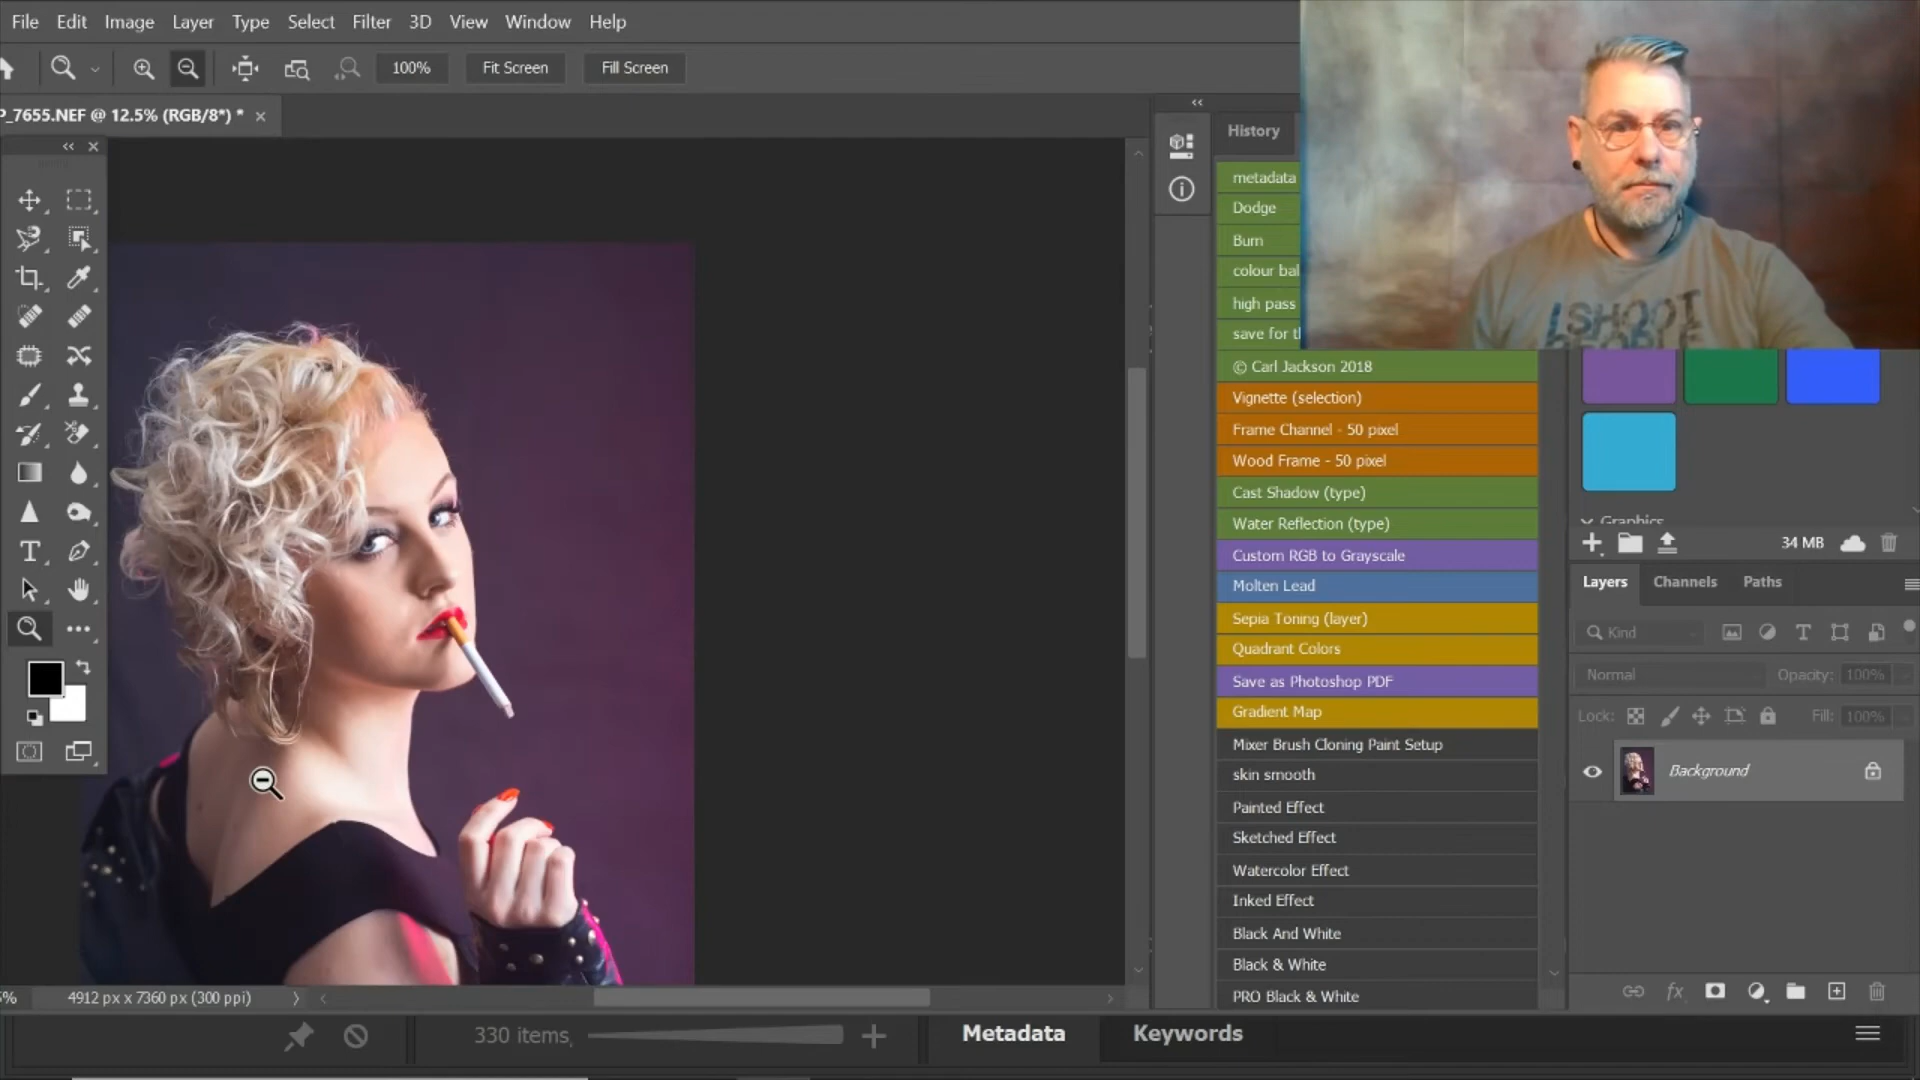 File Edit Image Layer Type Select Filter 3D View Window Help
100% Fit Screen Fill Screen
P_7655.NEF @ 12.5% (RGB/8*) *
History
metadata
Dodge
Burn
colour bal
high pass
save for t
I SHOOT
PEOPLE
© Carl Jackson 2018
Vignette (selection)
Frame Channel - 50 pixel
Wood Frame - 50 pixel
Cast Shadow (type)
Water Reflection (type)
Custom RGB to Grayscale
Molten Lead
Sepia Toning (layer)
Quadrant Colors
Save as Photoshop PDF
Gradient Map
Mixer Brush Cloning Paint Setup
skin smooth
Painted Effect
Sketched Effect
Watercolor Effect
Inked Effect
Black And White
Black & White
PRO Black & White
Graphics
34 MB
Layers Channels Paths
Kind
Normal Opacity: 100%
Lock: Fill: 100%
Background
fx
% 4912 px x 7360 px (300 ppi)
330 items, Metadata Keywords